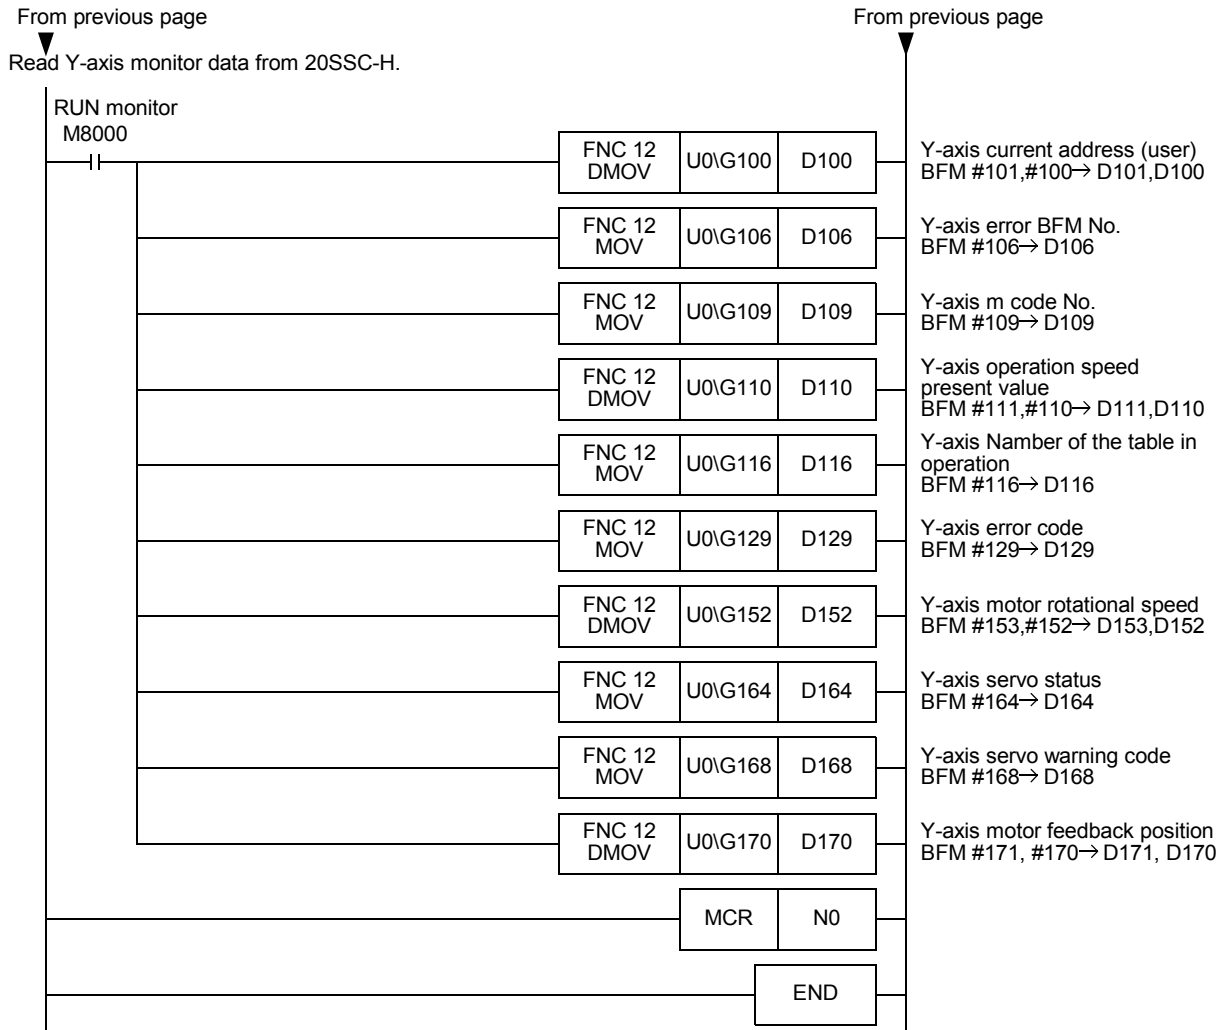 From previous page
From previous page
Read Y-axis monitor data from 20SSC-H.
RUN monitor
M8000
FNC 12
DMOV
U0\G100
D100
Y-axis current address (user)
BFM #101,#100→ D101,D100
FNC 12
MOV
U0\G106
D106
Y-axis error BFM No.
BFM #106→ D106
FNC 12
MOV
U0\G109
D109
Y-axis m code No.
BFM #109→ D109
FNC 12
DMOV
U0\G110
D110
Y-axis operation speed
present value
BFM #111,#110→ D111,D110
FNC 12
MOV
U0\G116
D116
Y-axis Namber of the table in
operation
BFM #116→ D116
FNC 12
MOV
U0\G129
D129
Y-axis error code
BFM #129→ D129
FNC 12
DMOV
U0\G152
D152
Y-axis motor rotational speed
BFM #153,#152→ D153,D152
FNC 12
MOV
U0\G164
D164
Y-axis servo status
BFM #164→ D164
FNC 12
MOV
U0\G168
D168
Y-axis servo warning code
BFM #168→ D168
FNC 12
DMOV
U0\G170
D170
Y-axis motor feedback position
BFM #171, #170→ D171, D170
MCR
N0
END